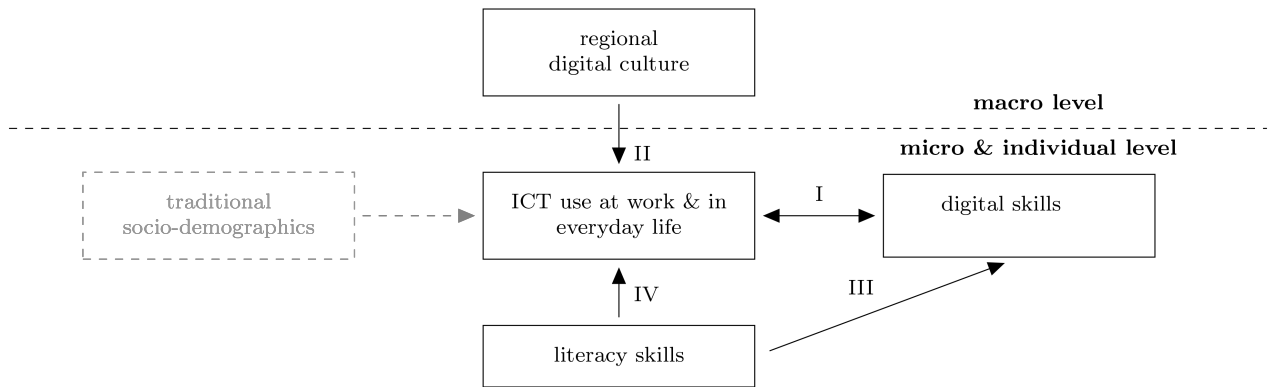 regional
digital culture
macro level
micro & individual level
II
traditional
socio-demographics
ICT use at work & in
everyday life
I
digital skills
IV
III
literacy skills